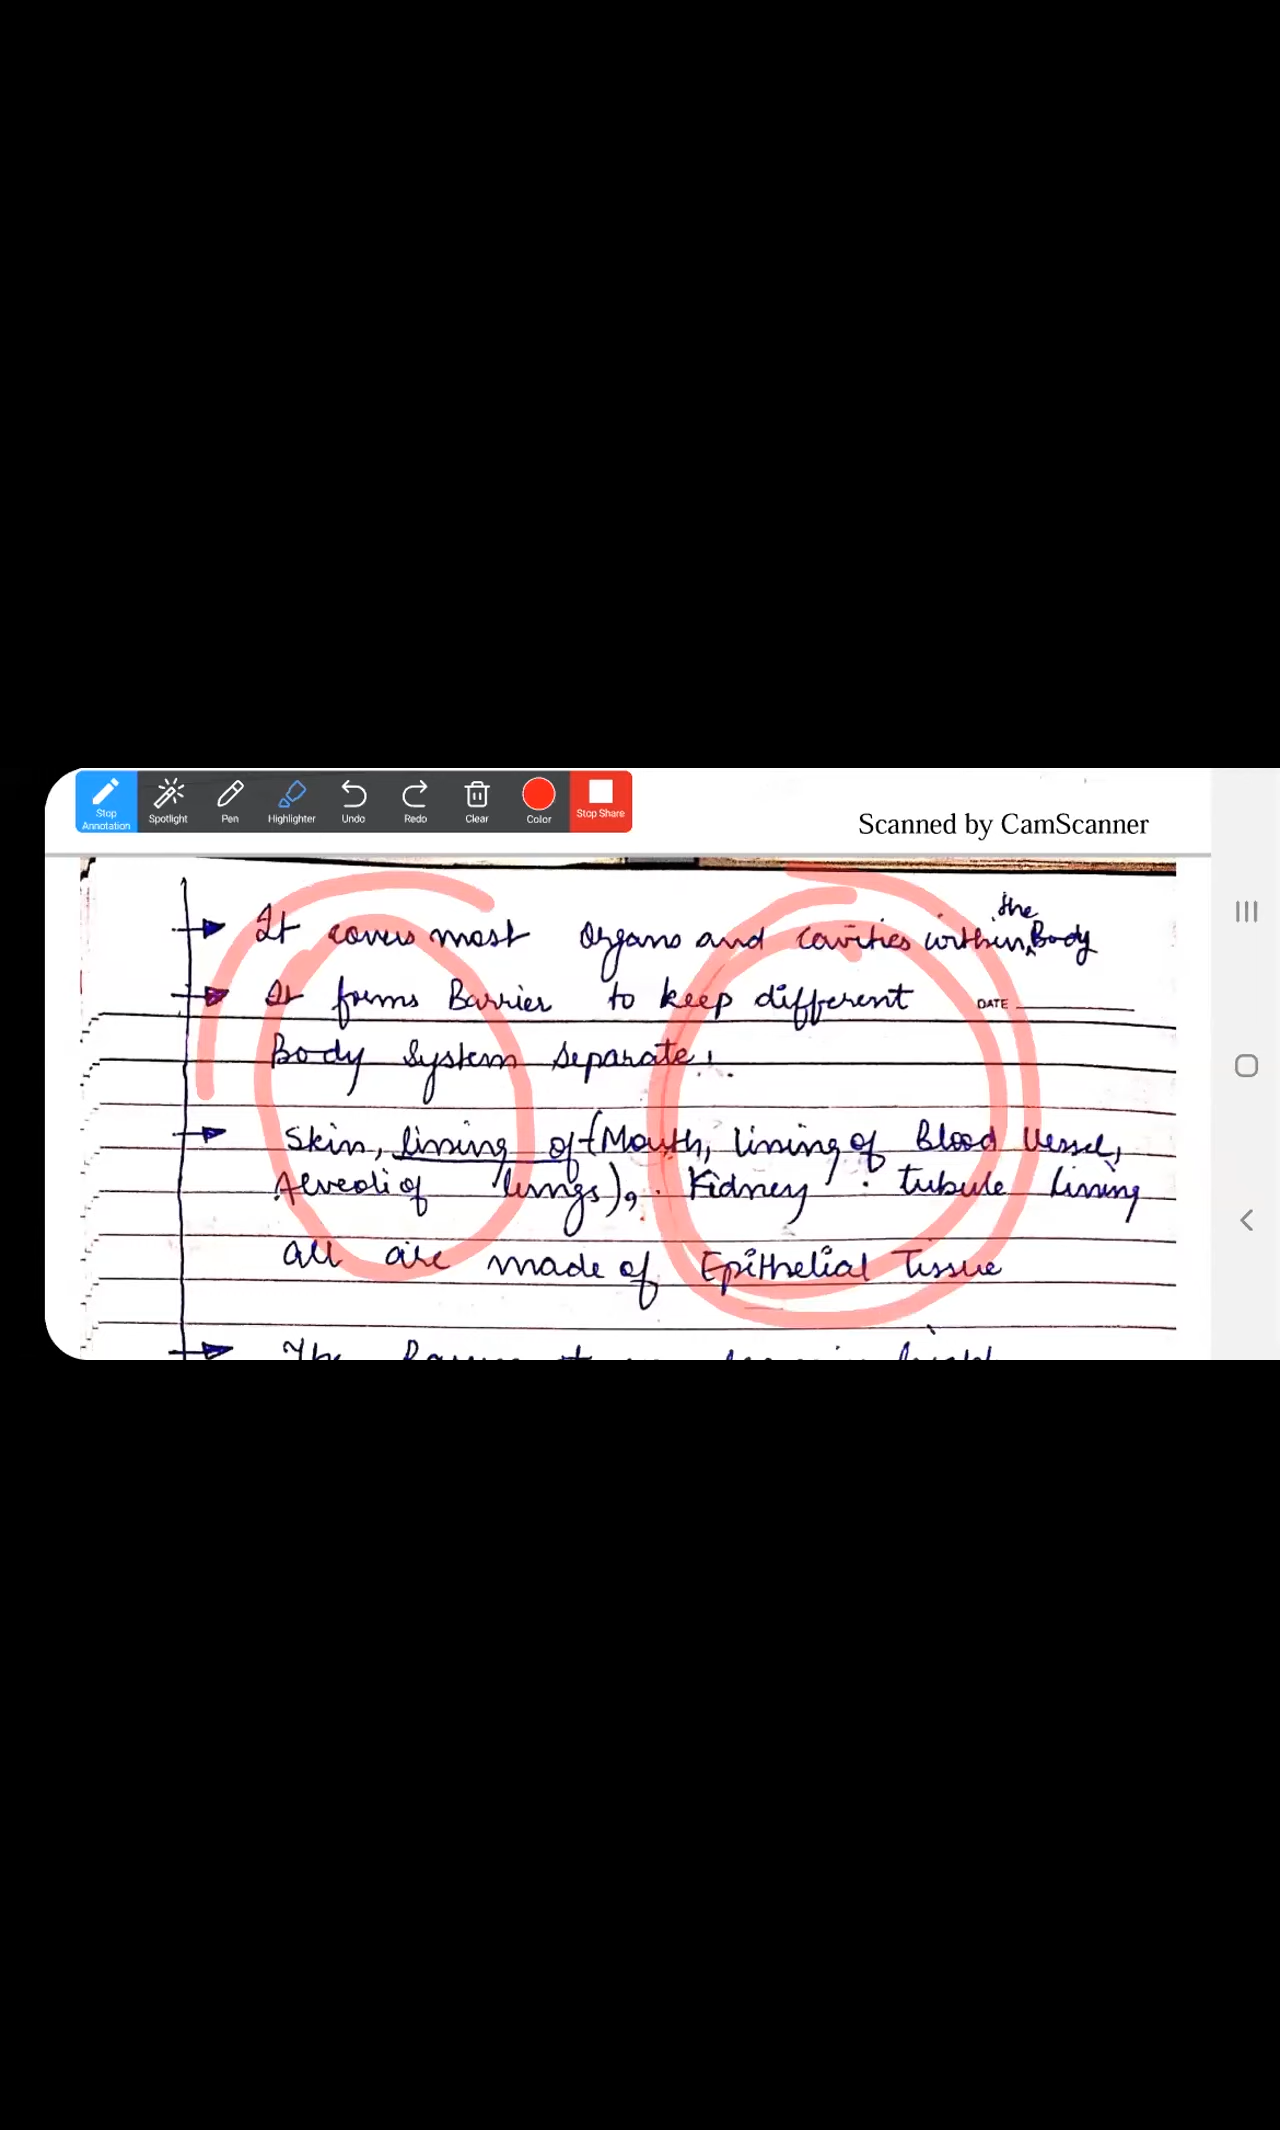 Stop Annotation Spotlight Pen Highlighter Undo Redo Clear Color Stop Share
Scanned by CamScanner
the
It covers most organs and cavities within ^ Body
It forms Barrier to keep different DATE
Body System separate.
Skin, lining of (Mouth, lining of Blood Vessel,
Alveoli of lungs), Kidney tubule lining
all are made of Epithelial Tissue
The